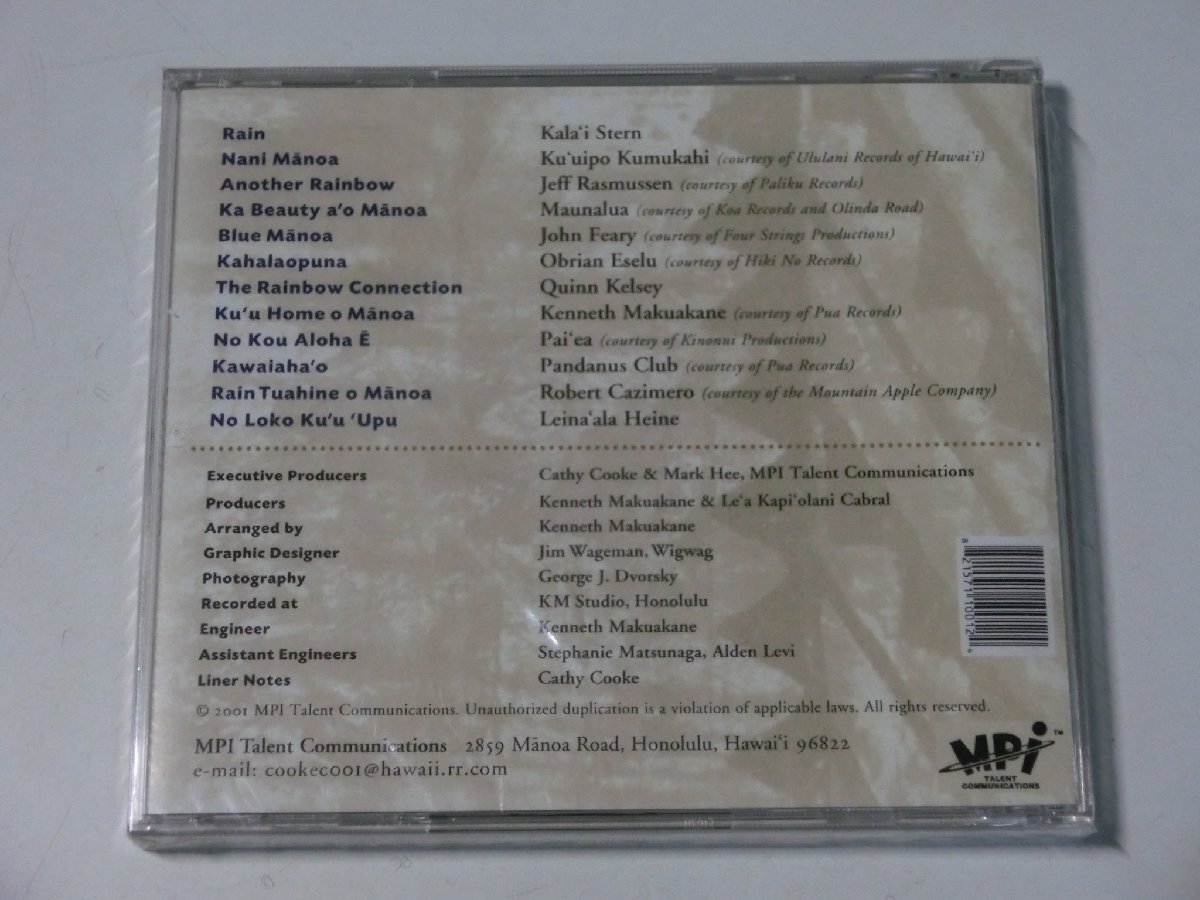 Rain Kala‘i Stern
Nani Mānoa Ku‘uipo Kumukahi (courtesy of Ululani Records of Hawai‘i)
Another Rainbow Jeff Rasmussen (courtesy of Paliku Records)
Ka Beauty a’o Mānoa Maunalua (courtesy of Koa Records and Olinda Road)
Blue Mānoa John Feary (courtesy of Four Strings Productions)
Kahalaopuna Obrian Eselu (courtesy of Hiki No Records)
The Rainbow Connection Quinn Kelsey
Ku‘u Home o Mānoa Kenneth Makuakane (courtesy of Pua Records)
No Kou Aloha Ē Pai‘ea (courtesy of Kinonui Productions)
Kawaiaha’o Pandanus Club (courtesy of Pua Records)
Rain Tuahine o Mānoa Robert Cazimero (courtesy of the Mountain Apple Company)
No Loko Ku’u ‘Upu Leina‘ala Heine
Executive Producers Cathy Cooke & Mark Hee, MPI Talent Communications
Producers Kenneth Makuakane & Le‘a Kapi‘olani Cabral
Arranged by Kenneth Makuakane
Graphic Designer Jim Wageman, Wigwag
Photography George J. Dvorsky
Recorded at KM Studio, Honolulu
Engineer Kenneth Makuakane
Assistant Engineers Stephanie Matsunaga, Alden Levi
Liner Notes Cathy Cooke
8 21571 10012 4
© 2001 MPI Talent Communications. Unauthorized duplication is a violation of applicable laws. All rights reserved.
MPI Talent Communications 2859 Mānoa Road, Honolulu, Hawai‘i 96822
e-mail: cookec001@hawaii.rr.com
MPi™
TALENT
COMMUNICATIONS